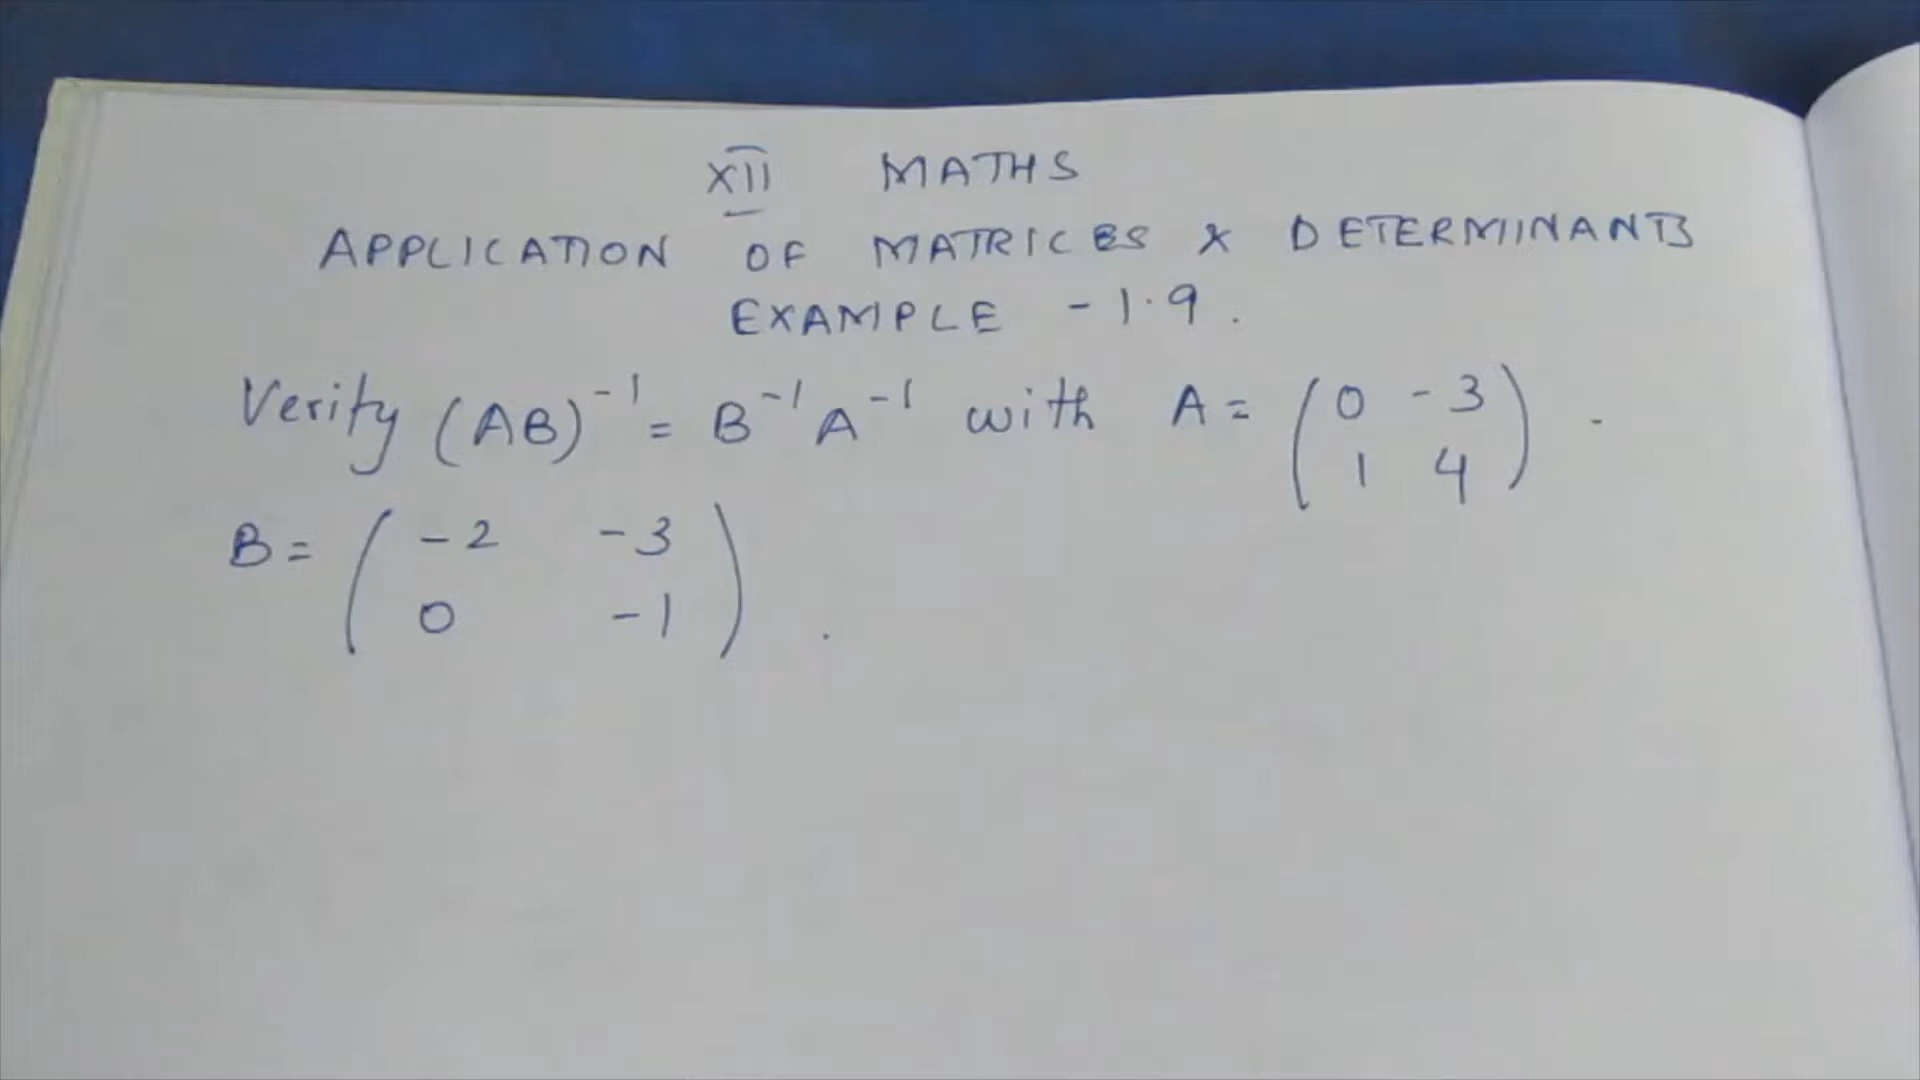 XII MATHS
APPLICATION OF MATRICES & DETERMINANTS
EXAMPLE - 1.9.
Verify (AB)⁻¹ = B⁻¹A⁻¹ with A = (0 -3
1 4).
B = (-2 -3
0 -1).